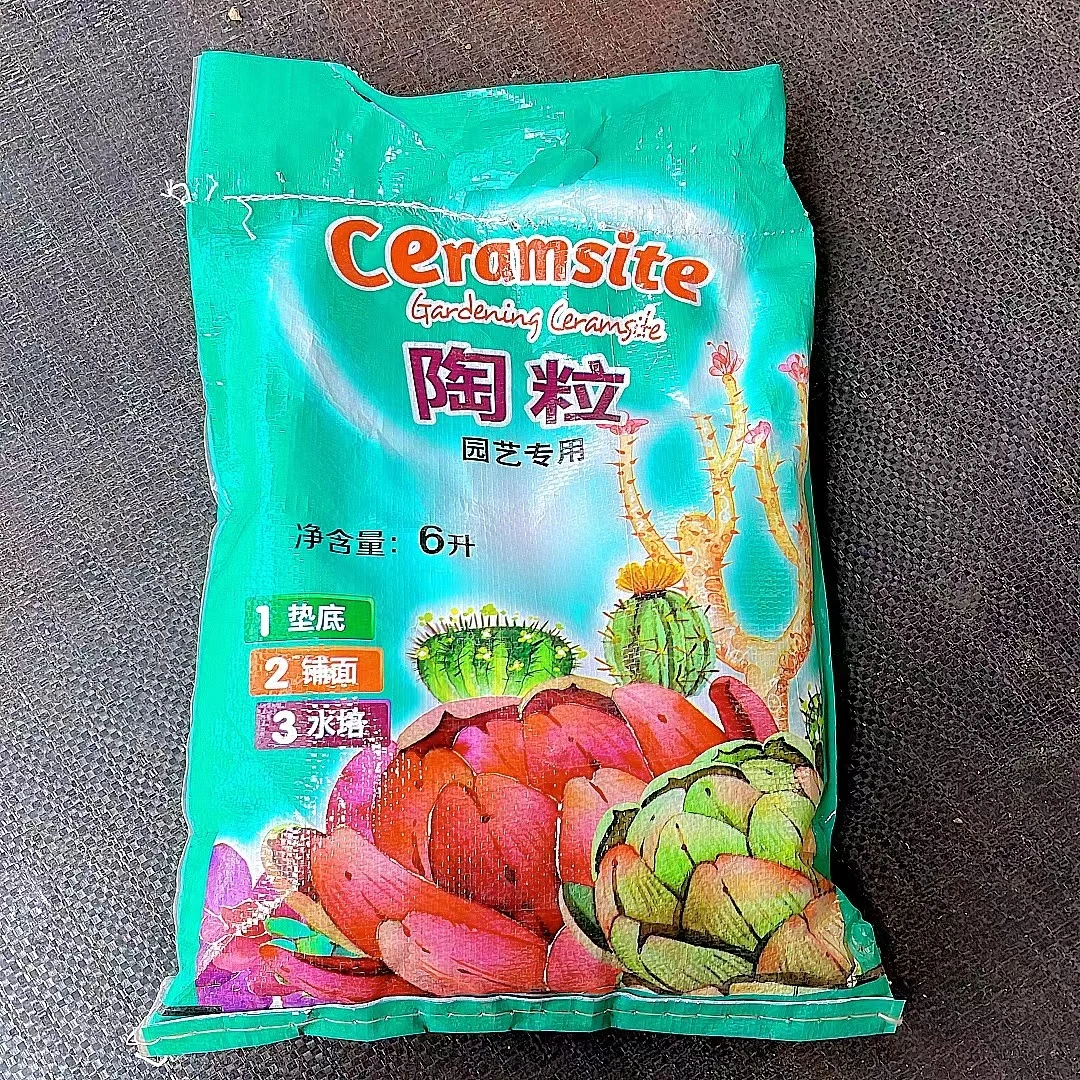 Ceramsite
Gardening Ceramsite
陶粒
园艺专用
净含量：6升
1 垫底
2 铺面
3 水培